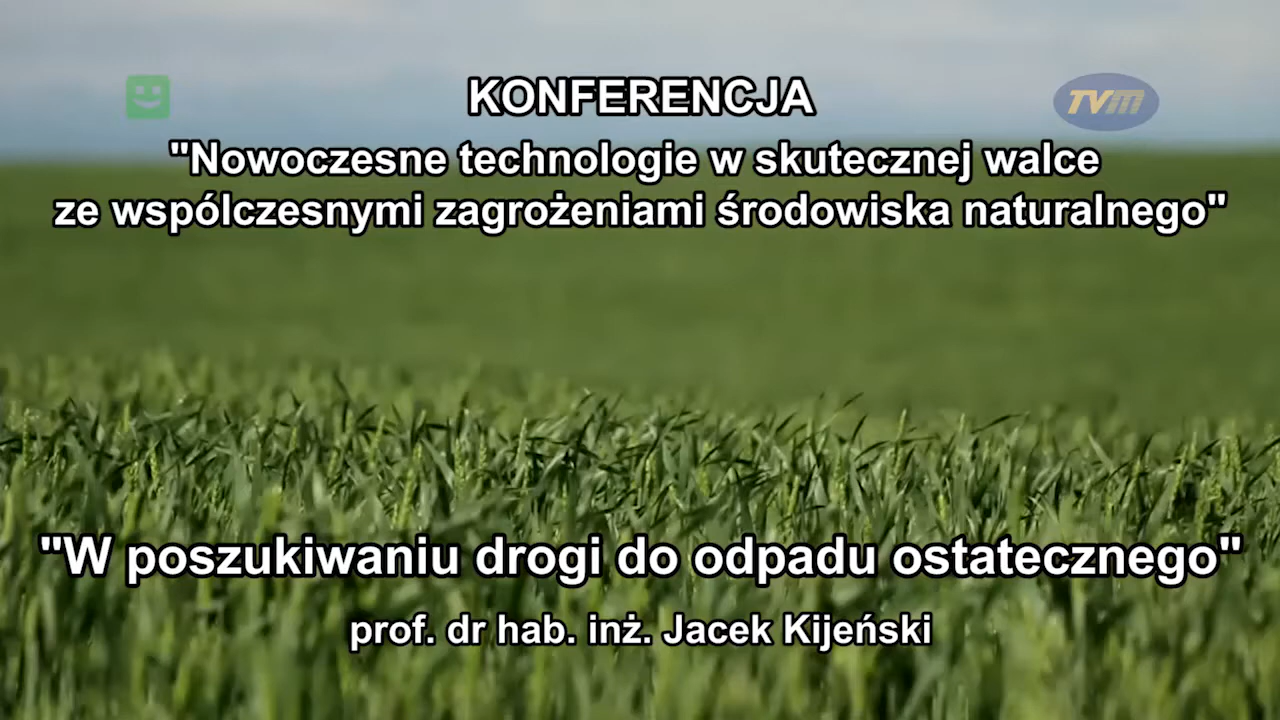 KONFERENCJA
TVM
"Nowoczesne technologie w skutecznej walce
ze wspólczesnymi zagrożeniami środowiska naturalnego"
"W poszukiwaniu drogi do odpadu ostatecznego"
prof. dr hab. inż. Jacek Kijeński